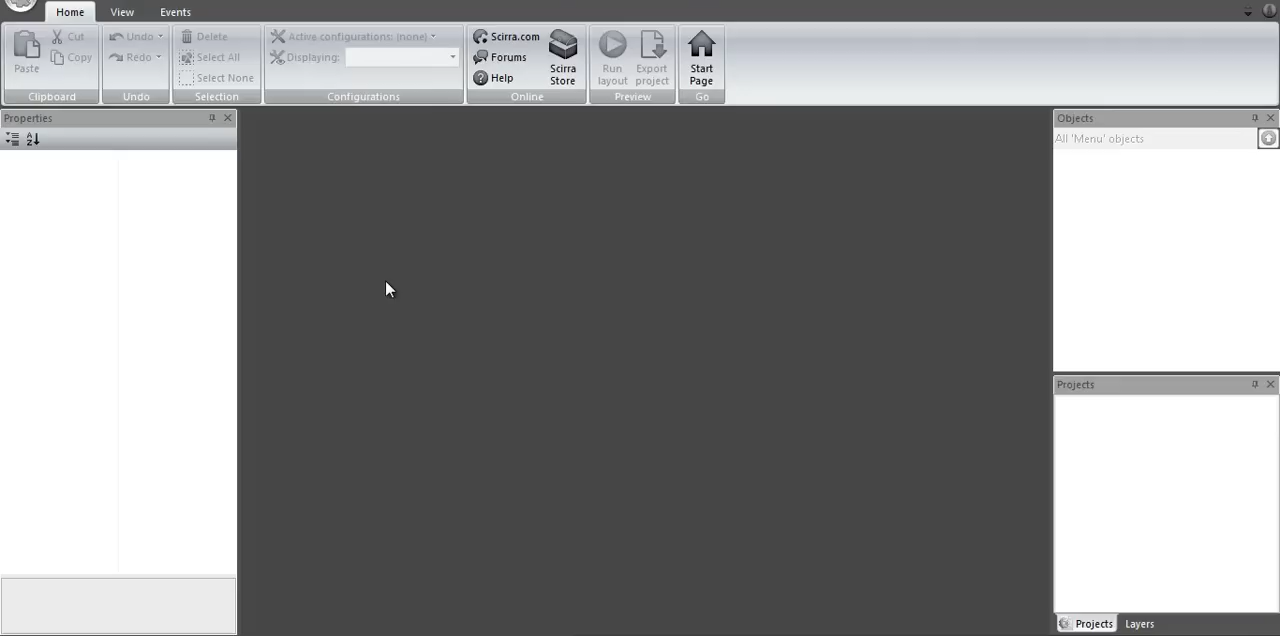 Home View Events
Paste
Cut
Copy
Clipboard
Undo
Redo
Undo
Delete
Select All
Select None
Selection
Active configurations: (none)
Displaying:
Configurations
Scirra.com
Forums
Help
Scirra
Store
Online
Run
layout
Export
project
Preview
Start
Page
Go
Properties
Objects
All 'Menu' objects
Projects
Projects Layers